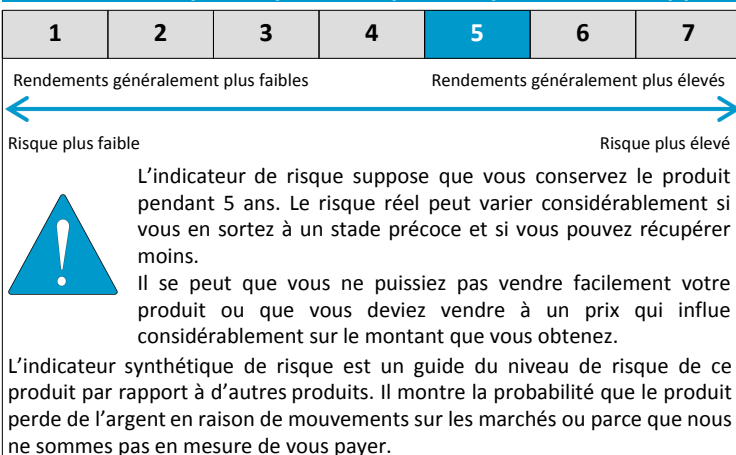 1 2 3 4 5 6 7
Rendements généralement plus faibles Rendements généralement plus élevés
Risque plus faible Risque plus élevé
L’indicateur de risque suppose que vous conservez le produit
pendant 5 ans. Le risque réel peut varier considérablement si
vous en sortez à un stade précoce et si vous pouvez récupérer
moins.
Il se peut que vous ne puissiez pas vendre facilement votre
produit ou que vous deviez vendre à un prix qui influe
considérablement sur le montant que vous obtenez.
L’indicateur synthétique de risque est un guide du niveau de risque de ce
produit par rapport à d’autres produits. Il montre la probabilité que le produit
perde de l’argent en raison de mouvements sur les marchés ou parce que nous
ne sommes pas en mesure de vous payer.